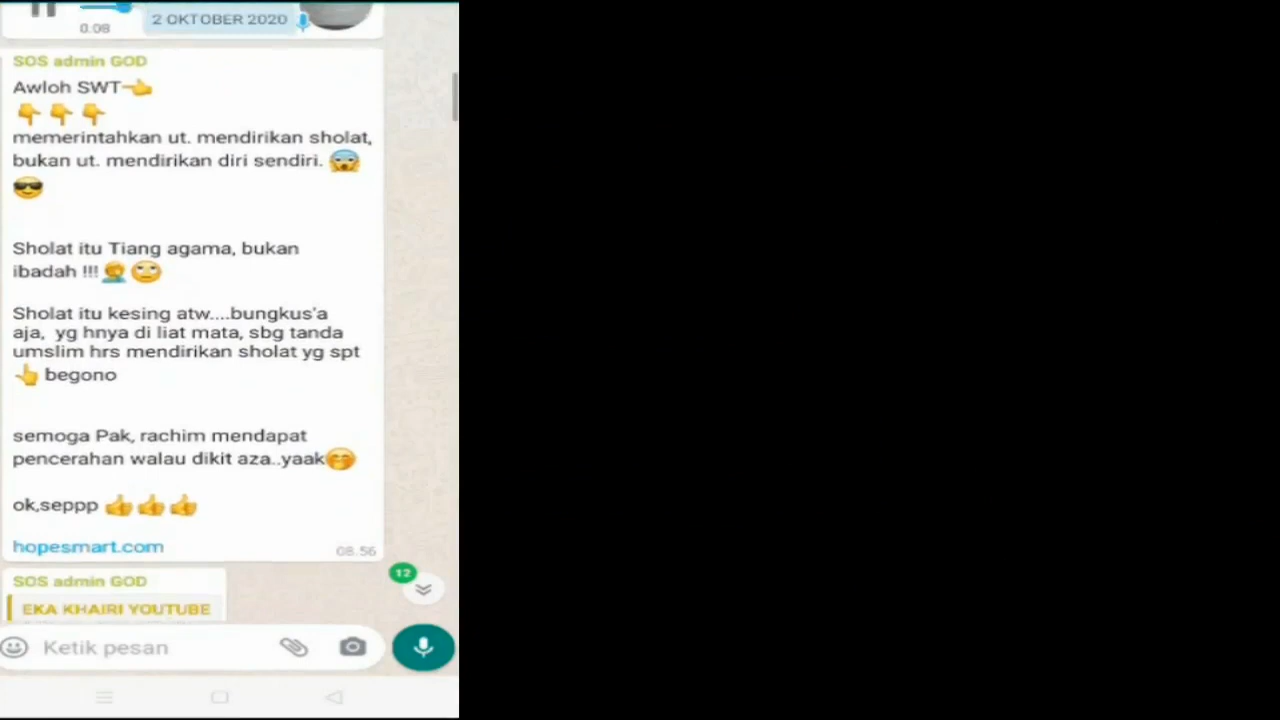 0.08
2 OKTOBER 2020
SOS admin GOD
Awloh SWT👈
👇👇👇
memerintahkan ut. mendirikan sholat,
bukan ut. mendirikan diri sendiri. 😱
😎
Sholat itu Tiang agama, bukan
ibadah !!!🤦🙄
Sholat itu kesing atw....bungkus'a
aja, yg hnya di liat mata, sbg tanda
umslim hrs mendirikan sholat yg spt
👆 begono
semoga Pak, rachim mendapat
pencerahan walau dikit aza..yaak🤭
ok,seppp 👍👍👍
hopesmart.com
08.56
12
SOS admin GOD
EKA KHAIRI YOUTUBE
Ketik pesan